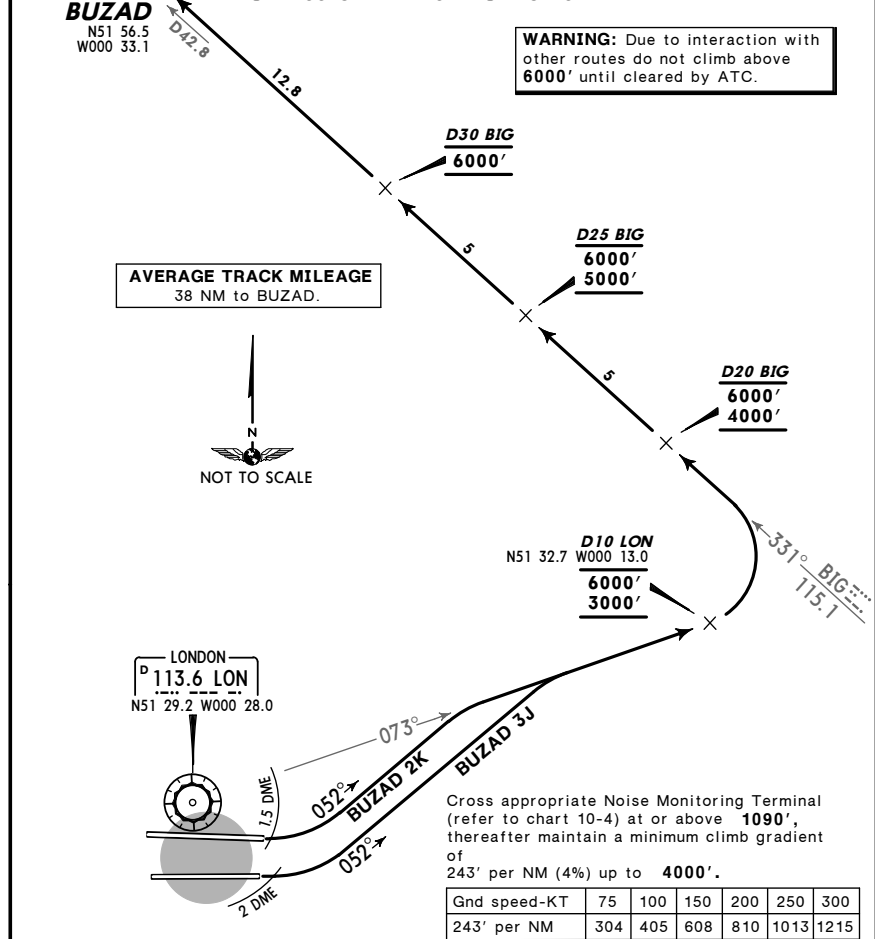 BUZAD
N51 56.5
W000 33.1
D42.8
12.8
WARNING: Due to interaction with
other routes do not climb above
6000' until cleared by ATC.
D30 BIG
6000'
5
D25 BIG
6000'
5000'
AVERAGE TRACK MILEAGE
38 NM to BUZAD.
5
D20 BIG
6000'
4000'
N
NOT TO SCALE
D10 LON
N51 32.7 W000 13.0
6000'
3000'
331° BIG
115.1
LONDON
D 113.6 LON
N51 29.2 W000 28.0
073°
BUZAD 2K
BUZAD 3J
052°
052°
1.5 DME
2 DME
Cross appropriate Noise Monitoring Terminal
(refer to chart 10-4) at or above 1090',
thereafter maintain a minimum climb gradient
of
243' per NM (4%) up to 4000'.
Gnd speed-KT 75 100 150 200 250 300
243' per NM 304 405 608 810 1013 1215